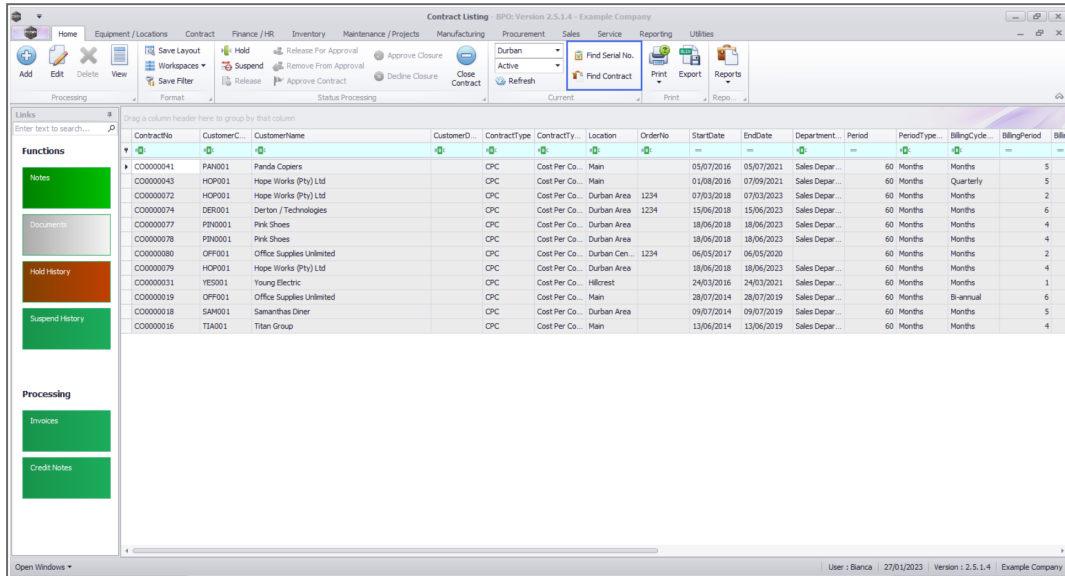 Contract Listing - BPO: Version 2.5.1.4 - Example Company
Home Equipment / Locations Contract Finance / HR Inventory Maintenance / Projects Manufacturing Procurement Sales Service Reporting Utilities
Add Edit Delete View
Processing
Save Layout
Workspaces
Save Filter
Format
Hold
Suspend
Release
Release For Approval
Remove From Approval
Approve Contract
Approve Closure
Decline Closure
Close Contract
Status Processing
Durban
Active
Refresh
Find Serial No.
Find Contract
Current
Print Export
Print
Reports
Repo...
Links
Enter text to search...
Functions
Notes
Documents
Hold History
Suspend History
Processing
Invoices
Credit Notes
Drag a column header here to group by that column
ContractNo CustomerC... CustomerName CustomerD... ContractType ContractTy... Location OrderNo StartDate EndDate Department... Period PeriodType... BillingCycle... BillingPeriod Bille
CO0000041 PAN001 Panda Copiers CPC Cost Per Co... Main 05/07/2016 05/07/2021 Sales Depar... 60 Months Months 5
CO0000043 HOP001 Hope Works (Pty) Ltd CPC Cost Per Co... Main 01/08/2016 07/09/2021 Sales Depar... 60 Months Quarterly 5
CO0000072 HOP001 Hope Works (Pty) Ltd CPC Cost Per Co... Durban Area 1234 07/03/2018 07/03/2023 Sales Depar... 60 Months Months 2
CO0000074 DER001 Derton / Technologies CPC Cost Per Co... Durban Area 1234 15/06/2018 15/06/2023 Sales Depar... 60 Months Months 6
CO0000077 PIN0001 Pink Shoes CPC Cost Per Co... Durban Area 18/06/2018 18/06/2023 Sales Depar... 60 Months Months 4
CO0000078 PIN0001 Pink Shoes CPC Cost Per Co... Durban Area 18/06/2018 18/06/2023 Sales Depar... 60 Months Months 4
CO0000080 OFF001 Office Supplies Unlimited CPC Cost Per Co... Durban Cen... 1234 06/05/2017 06/05/2020 60 Months Months 2
CO0000079 HOP001 Hope Works (Pty) Ltd CPC Cost Per Co... Durban Area 18/06/2018 18/06/2023 Sales Depar... 60 Months Months 4
CO0000031 YES001 Young Electric CPC Cost Per Co... Hillcrest 24/03/2016 24/03/2021 Sales Depar... 60 Months Months 1
CO0000019 OFF001 Office Supplies Unlimited CPC Cost Per Co... Main 28/07/2014 28/07/2019 Sales Depar... 60 Months Bi-annual 6
CO0000018 SAM001 Samanthas Diner CPC Cost Per Co... Durban Area 09/07/2014 09/07/2019 Sales Depar... 60 Months Months 5
CO0000016 TIA001 Titan Group CPC Cost Per Co... Main 13/06/2014 13/06/2019 Sales Depar... 60 Months Months 4
Open Windows
User : Bianca 27/01/2023 Version : 2.5.1.4 Example Company